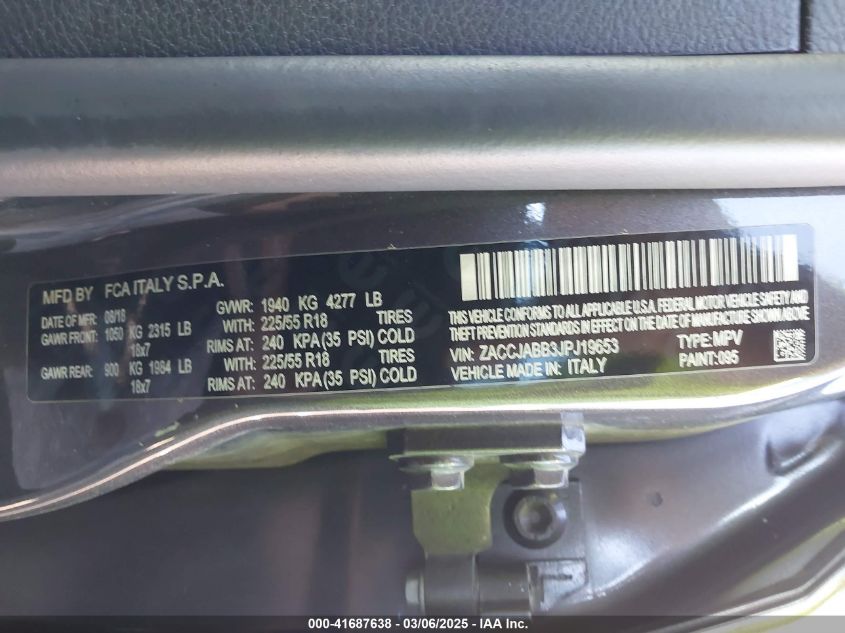 MFD BY FCA ITALY S.P.A.
DATE OF MFR: 08/18 GVWR: 1940 KG 4277 LB
GAWR FRONT: 1050 KG 2315 LB WITH: 225/55 R18 TIRES
18x7 RIMS AT: 240 KPA(35 PSI) COLD
GAWR REAR: 900 KG 1984 LB WITH: 225/55 R18 TIRES
18x7 RIMS AT: 240 KPA(35 PSI) COLD
THIS VEHICLE CONFORMS TO ALL APPLICABLE U.S.A. FEDERAL MOTOR VEHICLE SAFETY AND
THEFT PREVENTION STANDARDS IN EFFECT ON THE DATE OF MANUFACTURE SHOWN ABOVE.
VIN: ZACCJABB3JPJ19653 TYPE: MPV
VEHICLE MADE IN: ITALY PAINT: 095
000-41687638 - 03/06/2025 - IAA Inc.